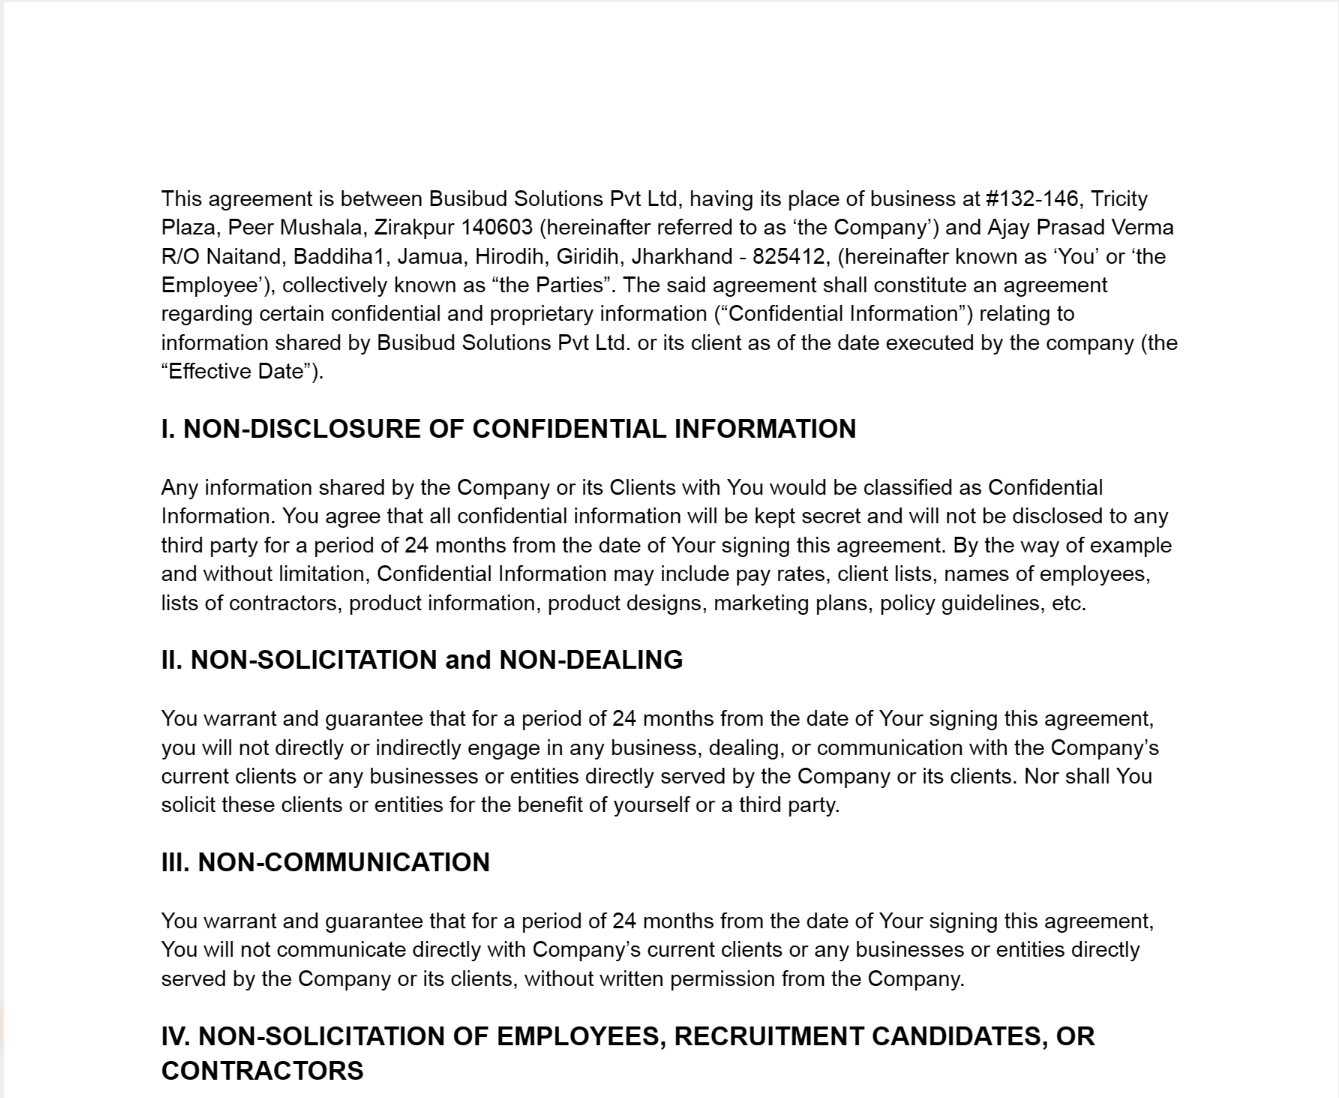 This agreement is between Busibud Solutions Pvt Ltd, having its place of business at #132-146, Tricity
Plaza, Peer Mushala, Zirakpur 140603 (hereinafter referred to as ‘the Company’) and Ajay Prasad Verma
R/O Naitand, Baddiha1, Jamua, Hirodih, Giridih, Jharkhand - 825412, (hereinafter known as ‘You’ or ‘the
Employee’), collectively known as “the Parties”. The said agreement shall constitute an agreement
regarding certain confidential and proprietary information (“Confidential Information”) relating to
information shared by Busibud Solutions Pvt Ltd. or its client as of the date executed by the company (the
“Effective Date”).
I. NON-DISCLOSURE OF CONFIDENTIAL INFORMATION
Any information shared by the Company or its Clients with You would be classified as Confidential
Information. You agree that all confidential information will be kept secret and will not be disclosed to any
third party for a period of 24 months from the date of Your signing this agreement. By the way of example
and without limitation, Confidential Information may include pay rates, client lists, names of employees,
lists of contractors, product information, product designs, marketing plans, policy guidelines, etc.
II. NON-SOLICITATION and NON-DEALING
You warrant and guarantee that for a period of 24 months from the date of Your signing this agreement,
you will not directly or indirectly engage in any business, dealing, or communication with the Company’s
current clients or any businesses or entities directly served by the Company or its clients. Nor shall You
solicit these clients or entities for the benefit of yourself or a third party.
III. NON-COMMUNICATION
You warrant and guarantee that for a period of 24 months from the date of Your signing this agreement,
You will not communicate directly with Company’s current clients or any businesses or entities directly
served by the Company or its clients, without written permission from the Company.
IV. NON-SOLICITATION OF EMPLOYEES, RECRUITMENT CANDIDATES, OR
CONTRACTORS